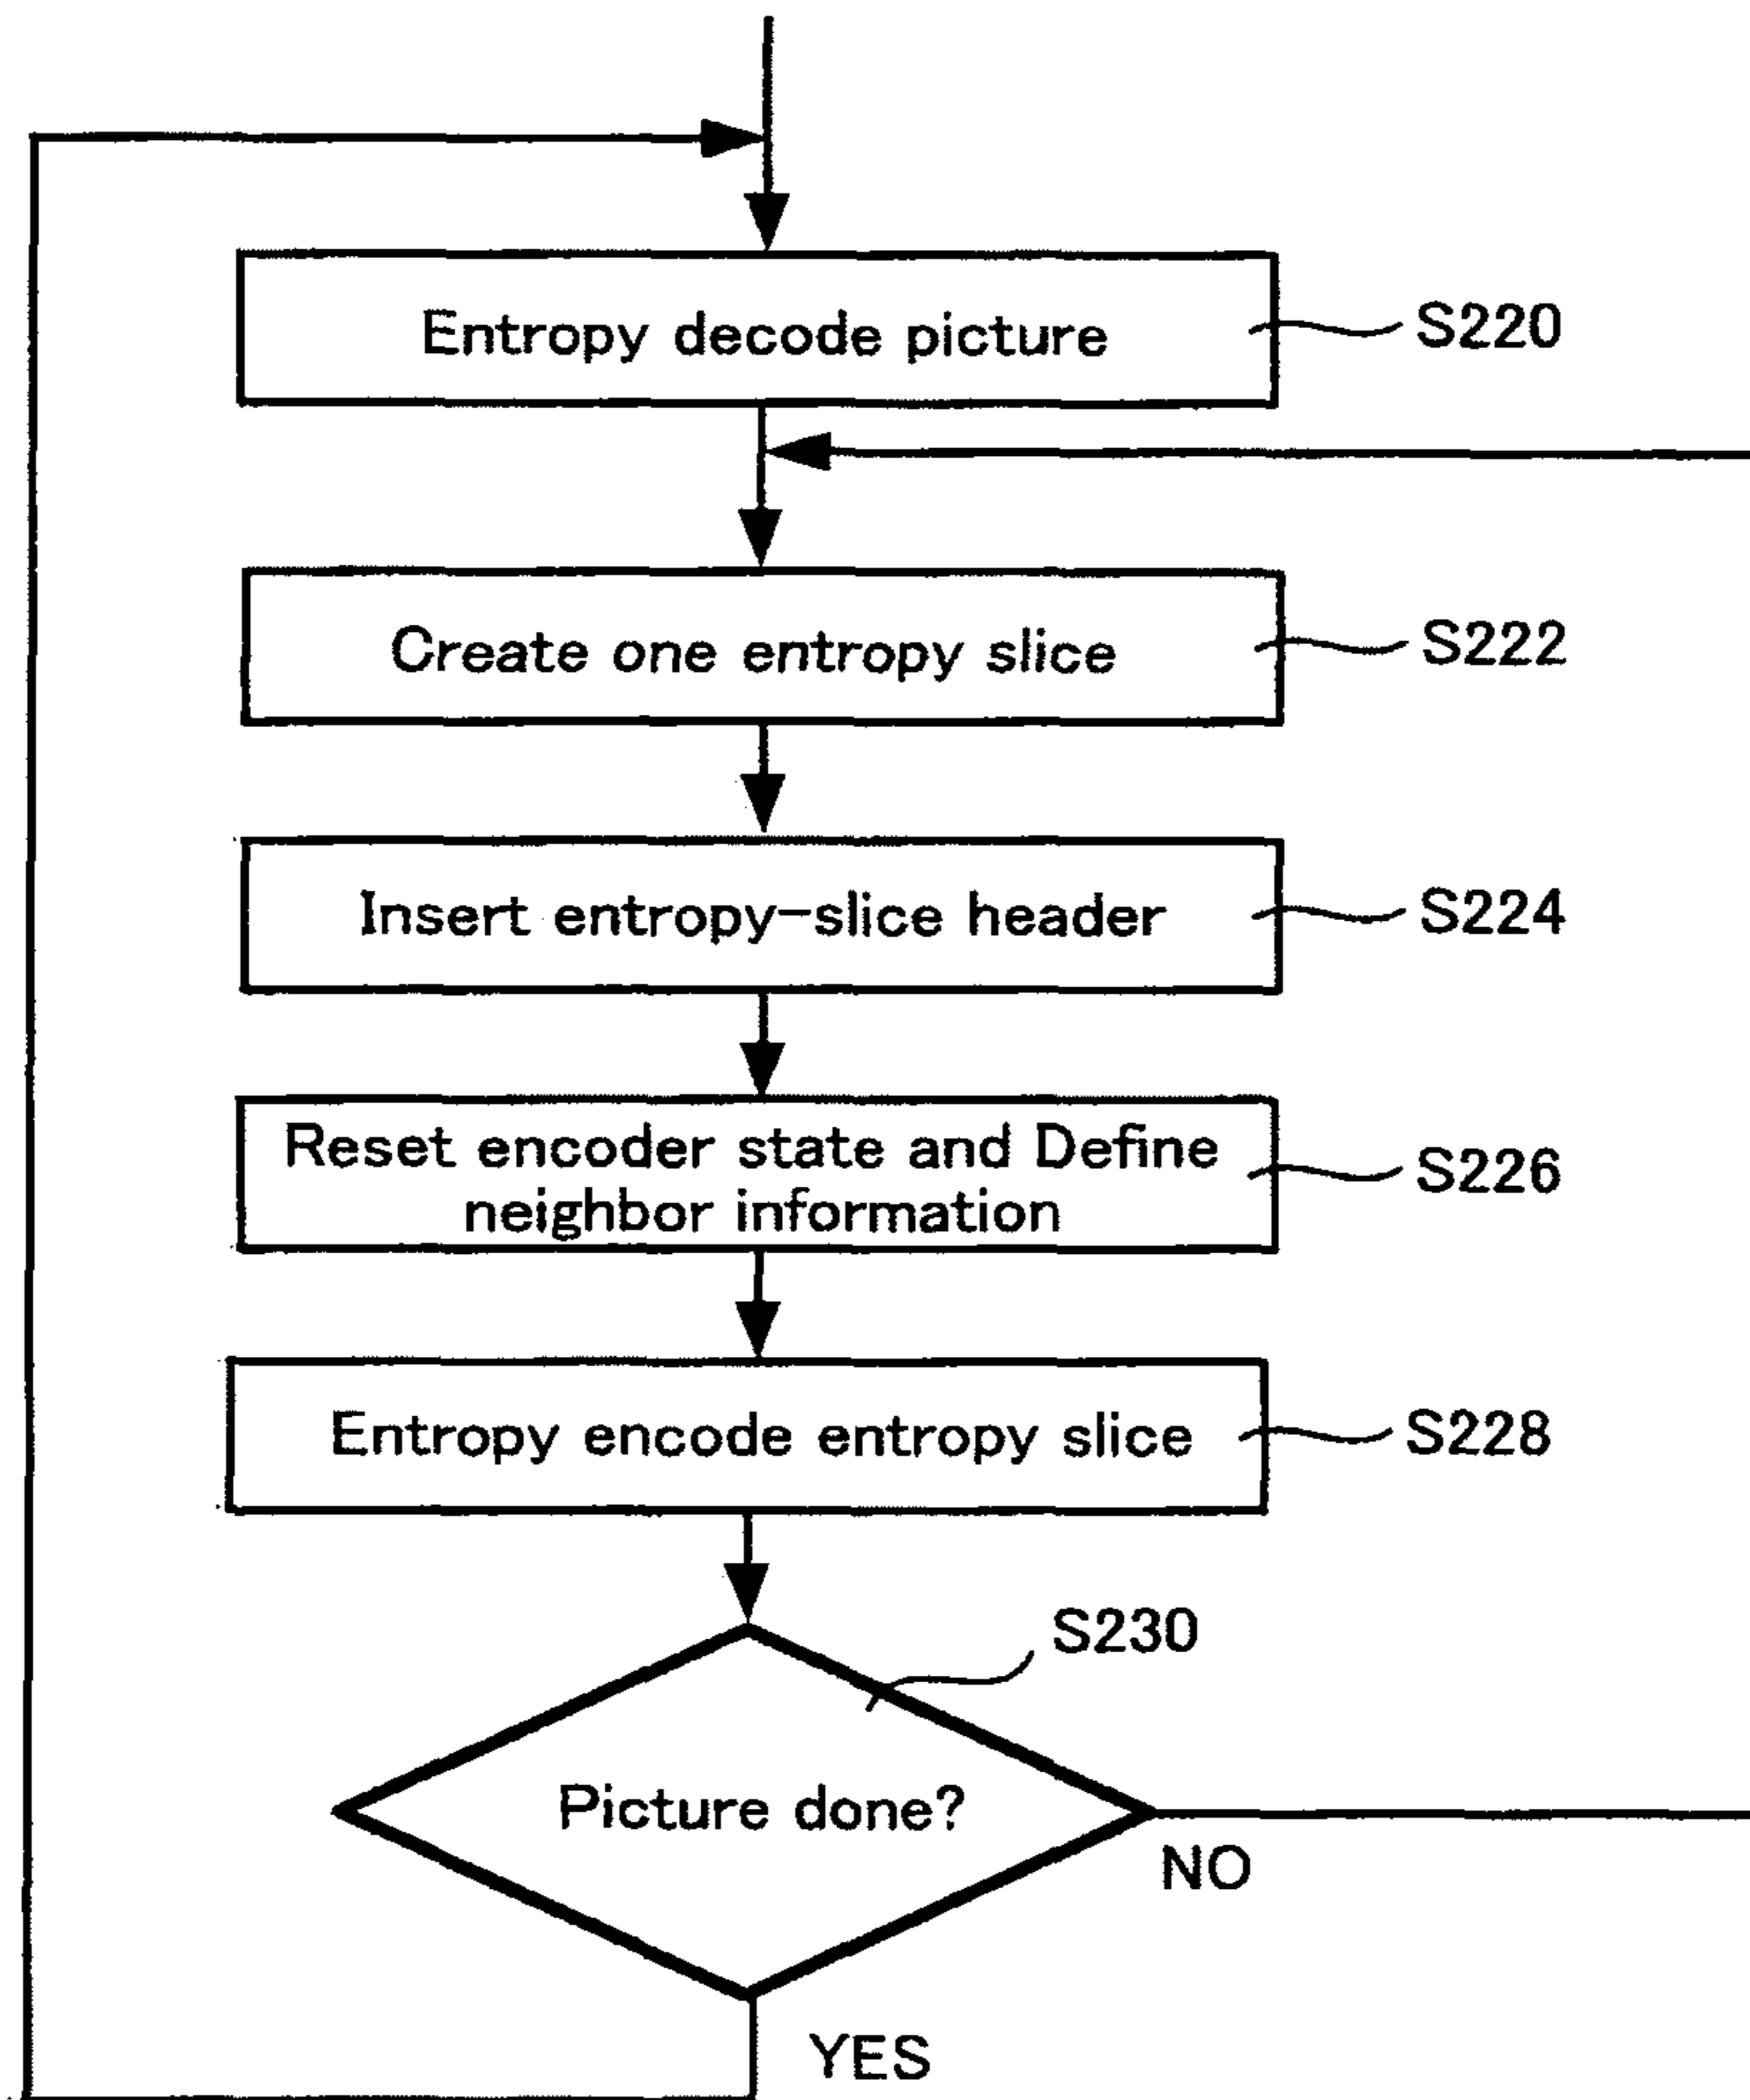 Entropy decode picture
S220
Create one entropy slice
S222
Insert entropy-slice header
S224
Reset encoder state and Define
neighbor information
S226
Entropy encode entropy slice
S228
S230
Picture done?
NO
YES